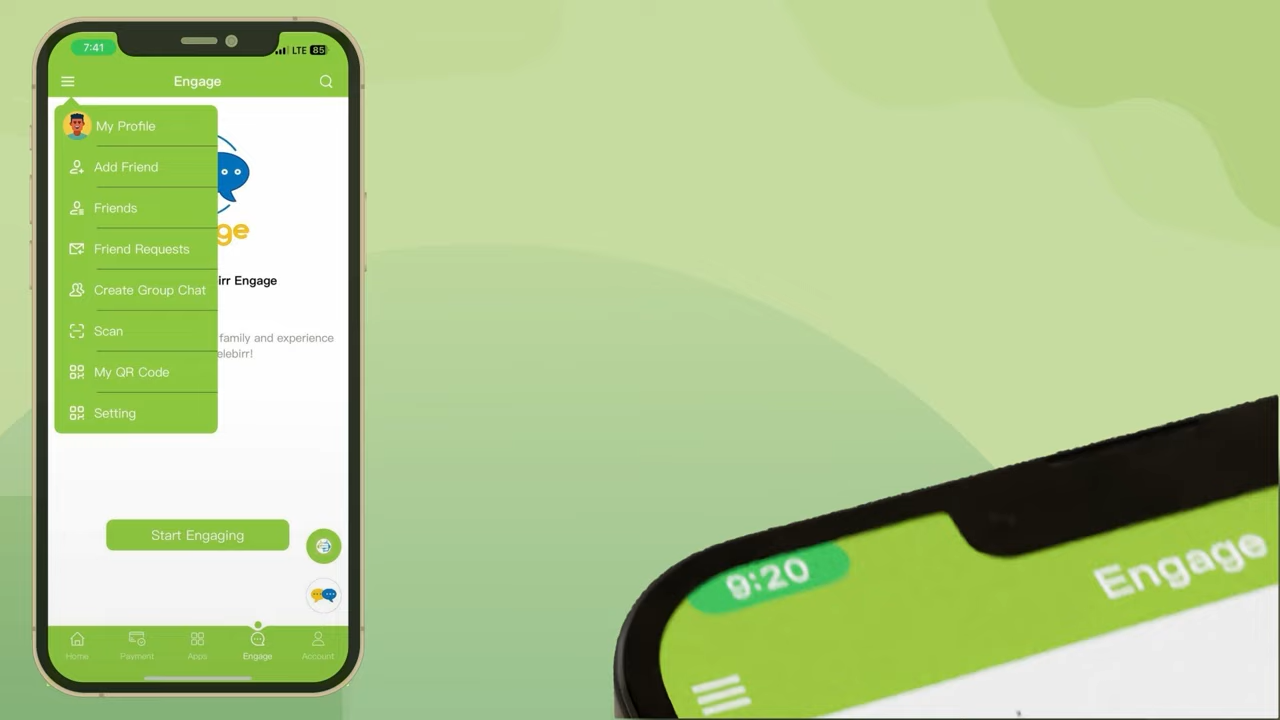 7:41
LTE 85
Engage
My Profile
Add Friend
Friends
Friend Requests
Create Group Chat
Scan
My QR Code
Setting
ge
irr Engage
family and experience
elebirr!
Start Engaging
Home
Payment
Apps
Engage
Account
9:20
Engage